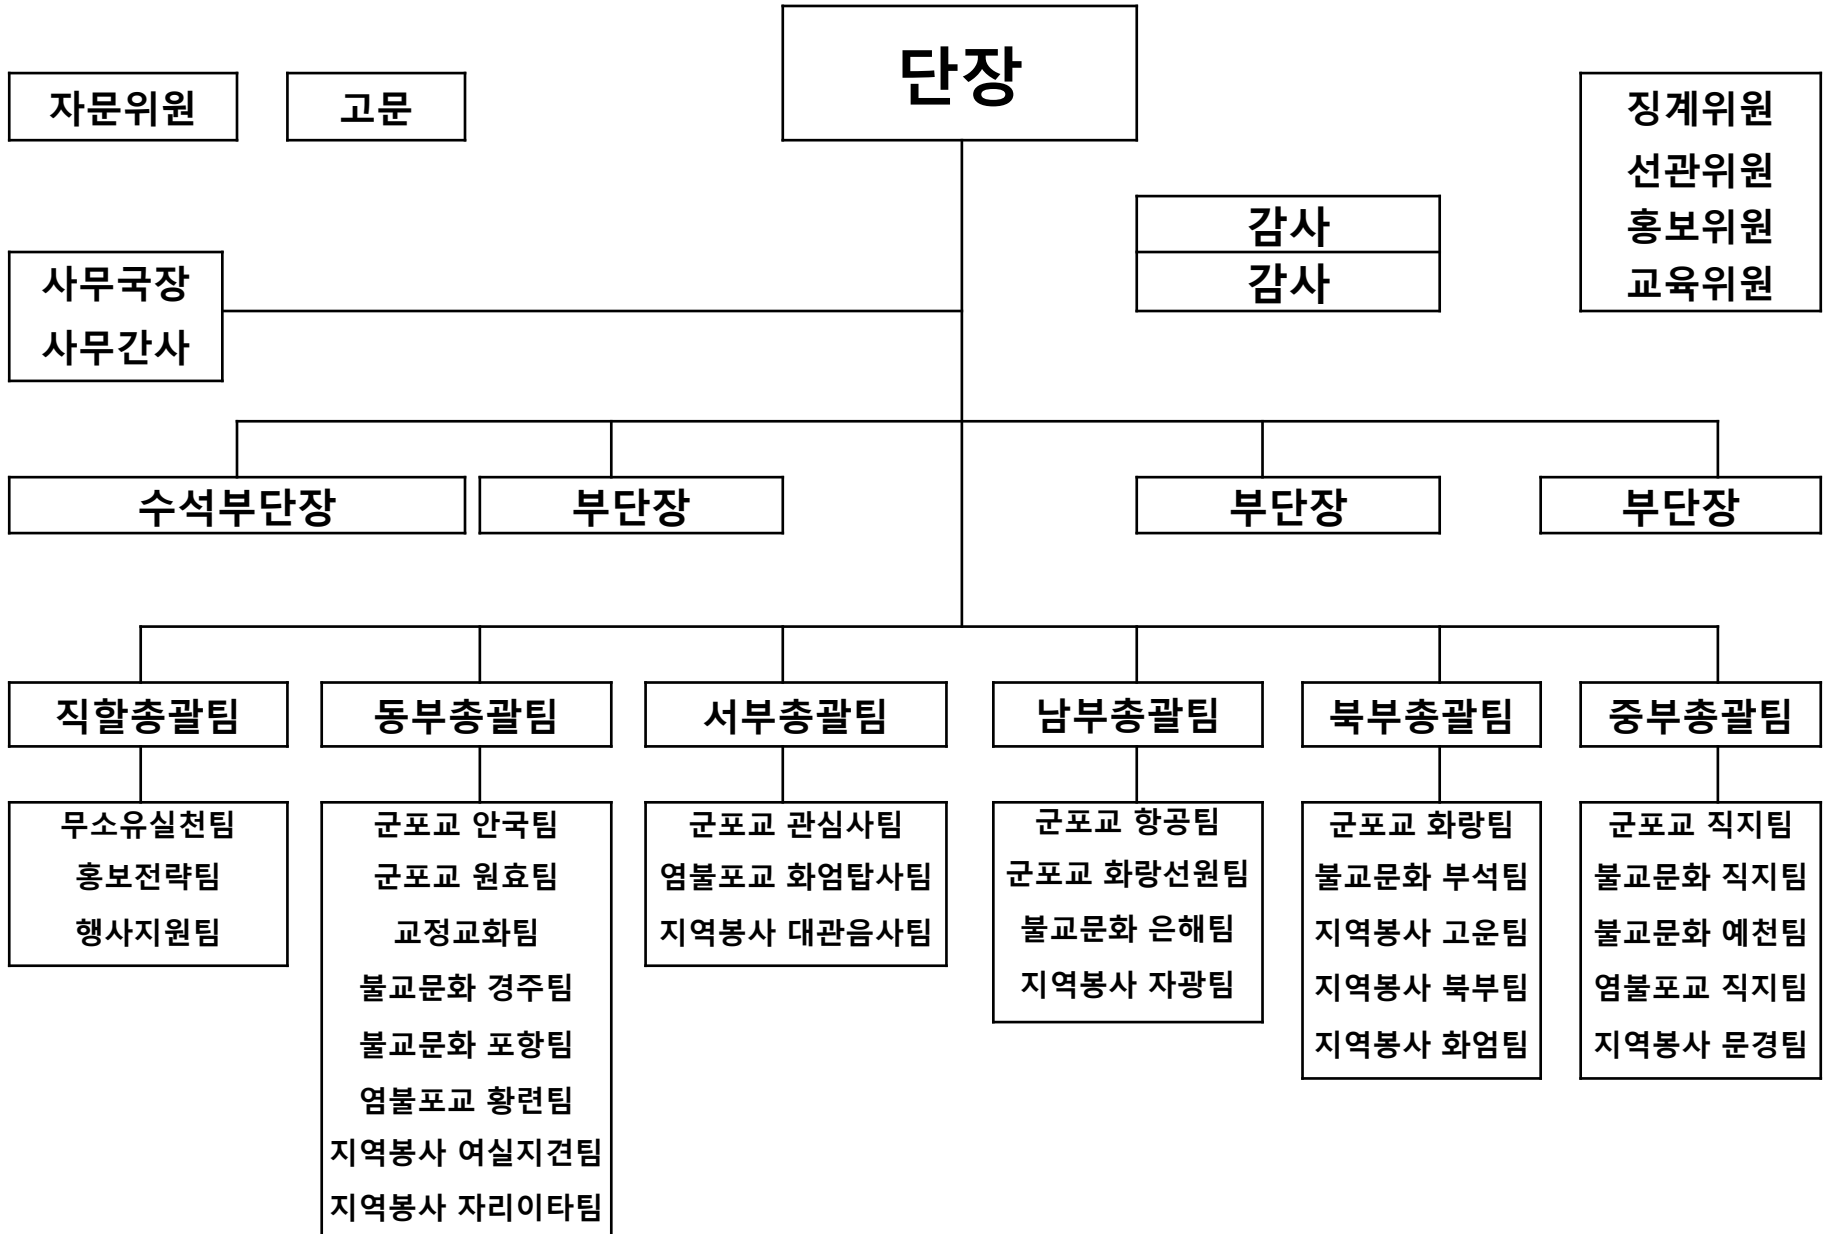 단장
자문위원
고문
징계위원
선관위원
홍보위원
교육위원
감사
감사
사무국장
사무간사
수석부단장
부단장
부단장
부단장
직할총괄팀
동부총괄팀
서부총괄팀
남부총괄팀
북부총괄팀
중부총괄팀
무소유실천팀
홍보전략팀
행사지원팀
군포교 안국팀
군포교 원효팀
교정교화팀
불교문화 경주팀
불교문화 포항팀
염불포교 황련팀
지역봉사 여실지견팀
지역봉사 자리이타팀
군포교 관심사팀
염불포교 화엄탑사팀
지역봉사 대관음사팀
군포교 항공팀
군포교 화랑선원팀
불교문화 은해팀
지역봉사 자광팀
군포교 화랑팀
불교문화 부석팀
지역봉사 고운팀
지역봉사 북부팀
지역봉사 화엄팀
군포교 직지팀
불교문화 직지팀
불교문화 예천팀
염불포교 직지팀
지역봉사 문경팀